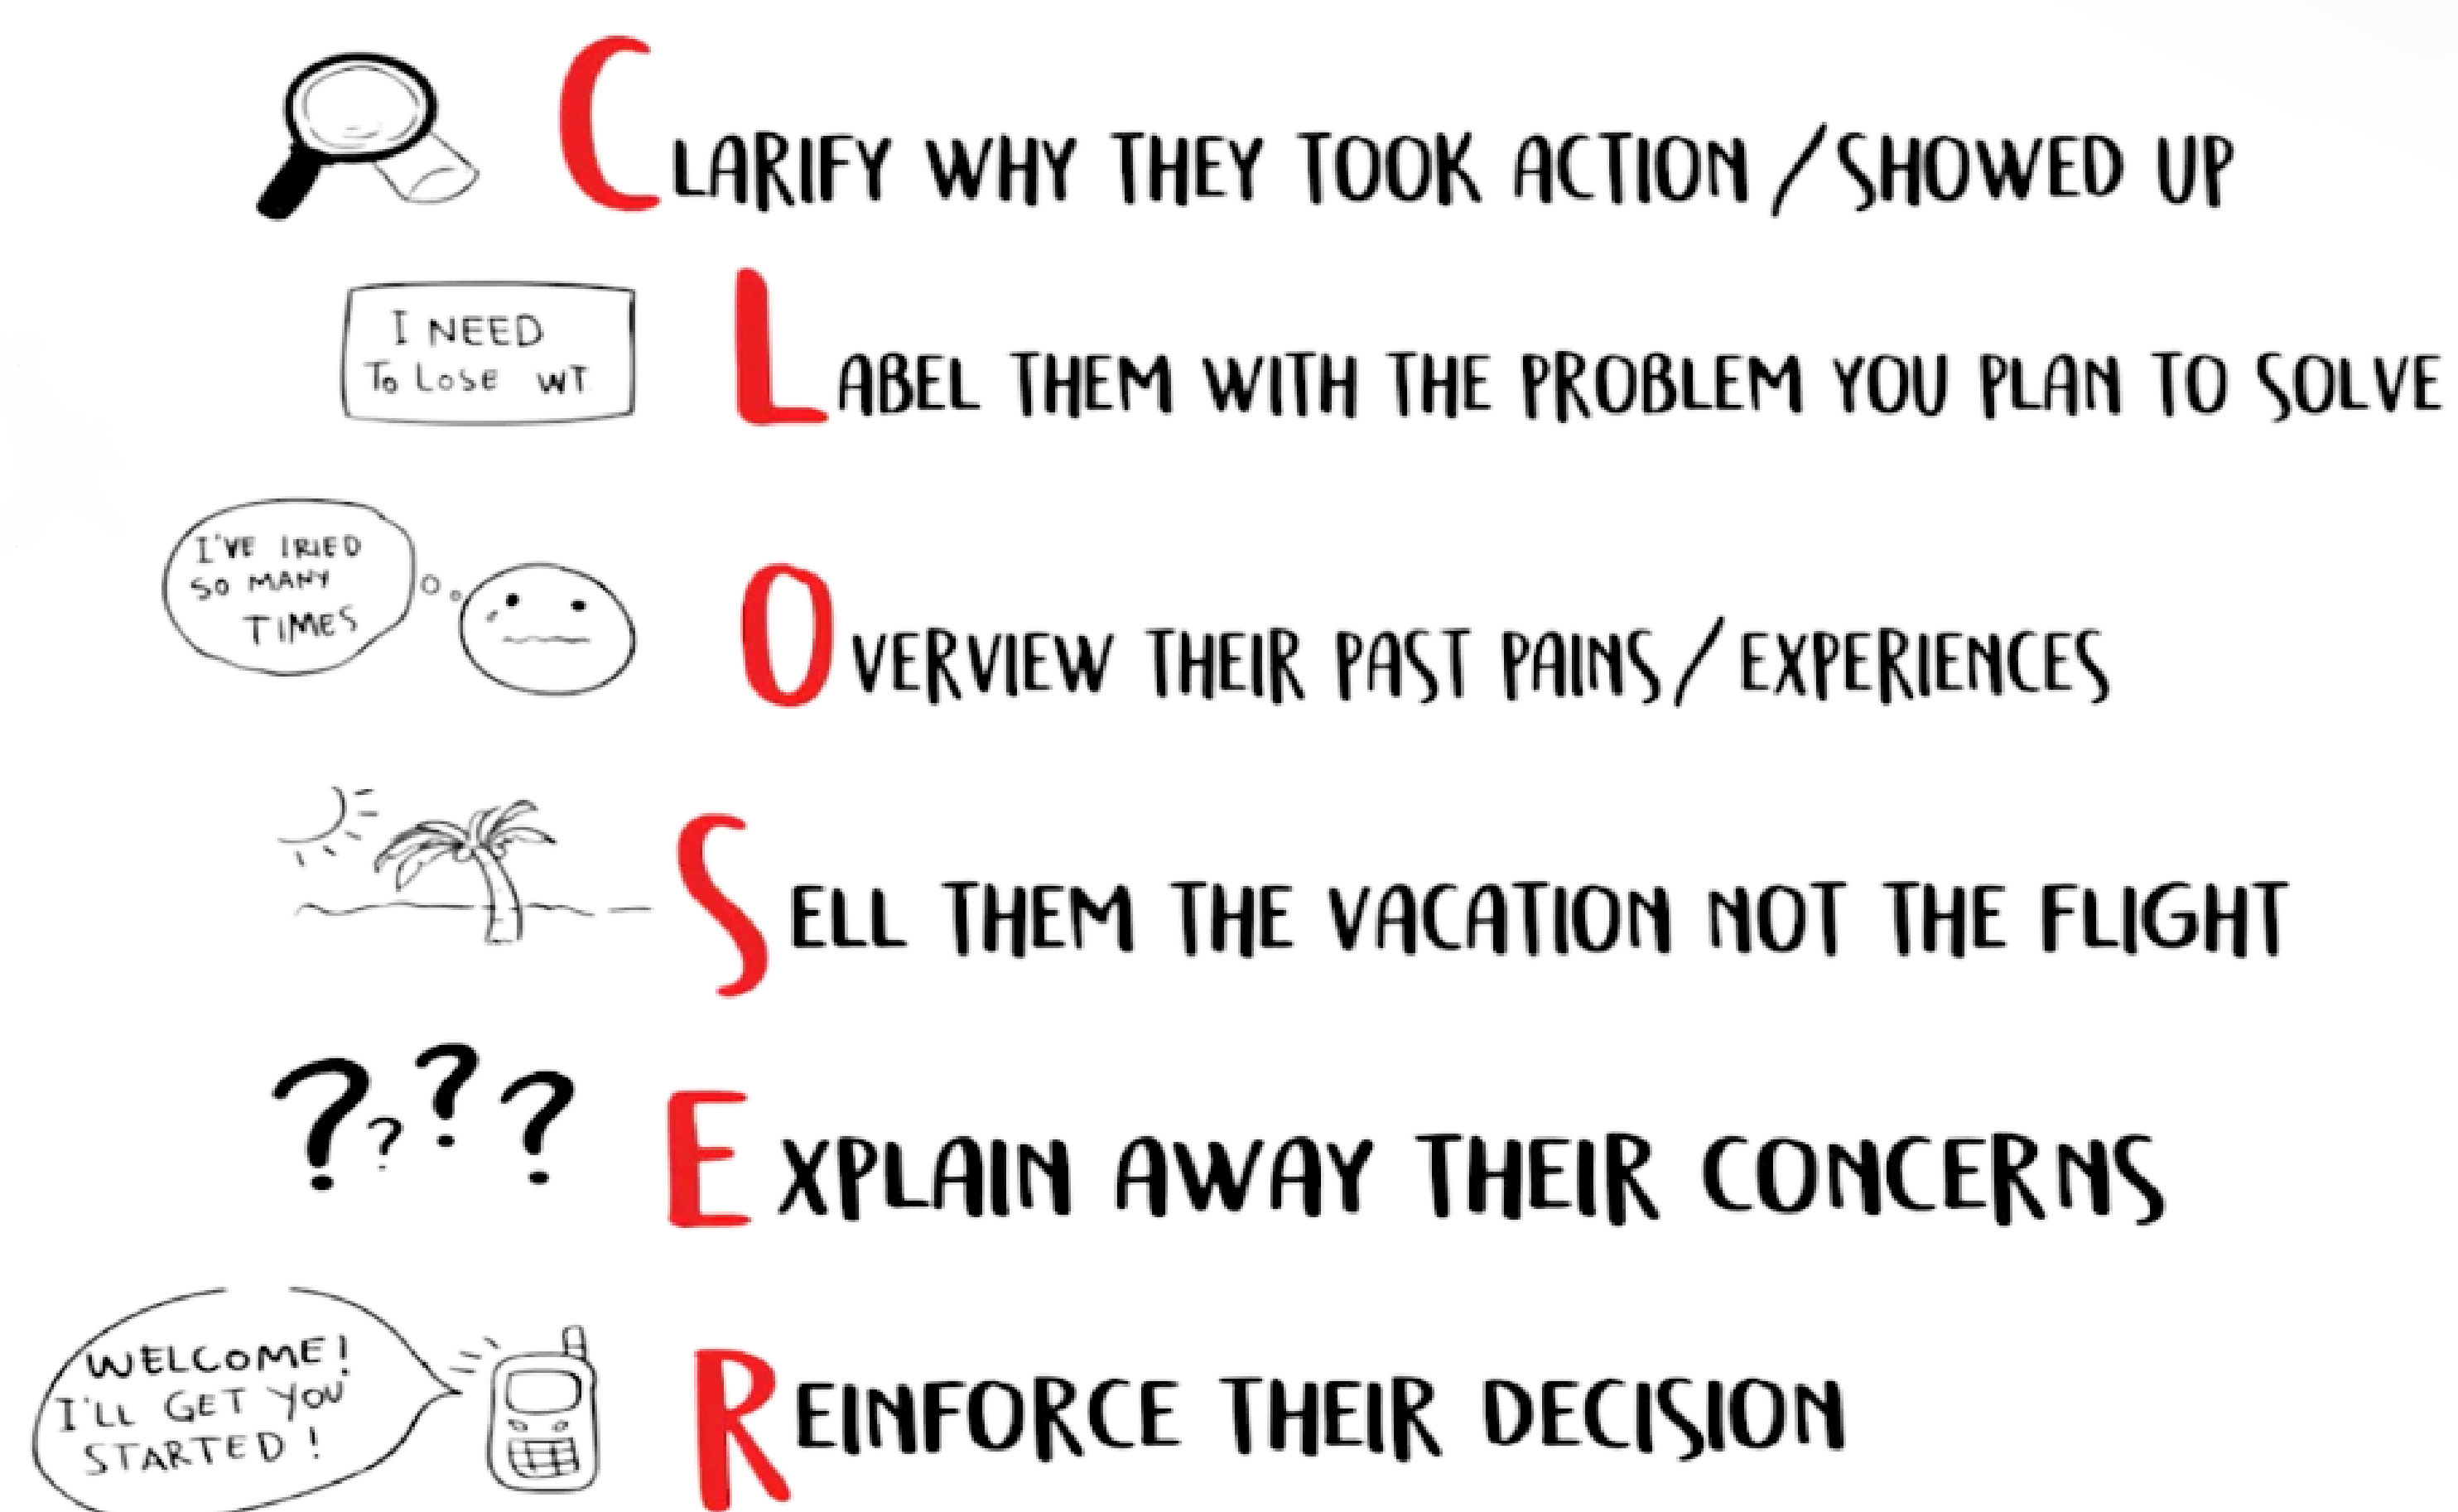 CLARIFY WHY THEY TOOK ACTION / SHOWED UP
I NEED
To LOSE WT
LABEL THEM WITH THE PROBLEM YOU PLAN TO SOLVE
I'VE IRIED
SO MANY
TIMES
OVERVIEW THEIR PAST PAINS / EXPERIENCES
SELL THEM THE VACATION NOT THE FLIGHT
? ? ? ?
EXPLAIN AWAY THEIR CONCERNS
WELCOME!
I'LL GET YOU
STARTED!
REINFORCE THEIR DECISION